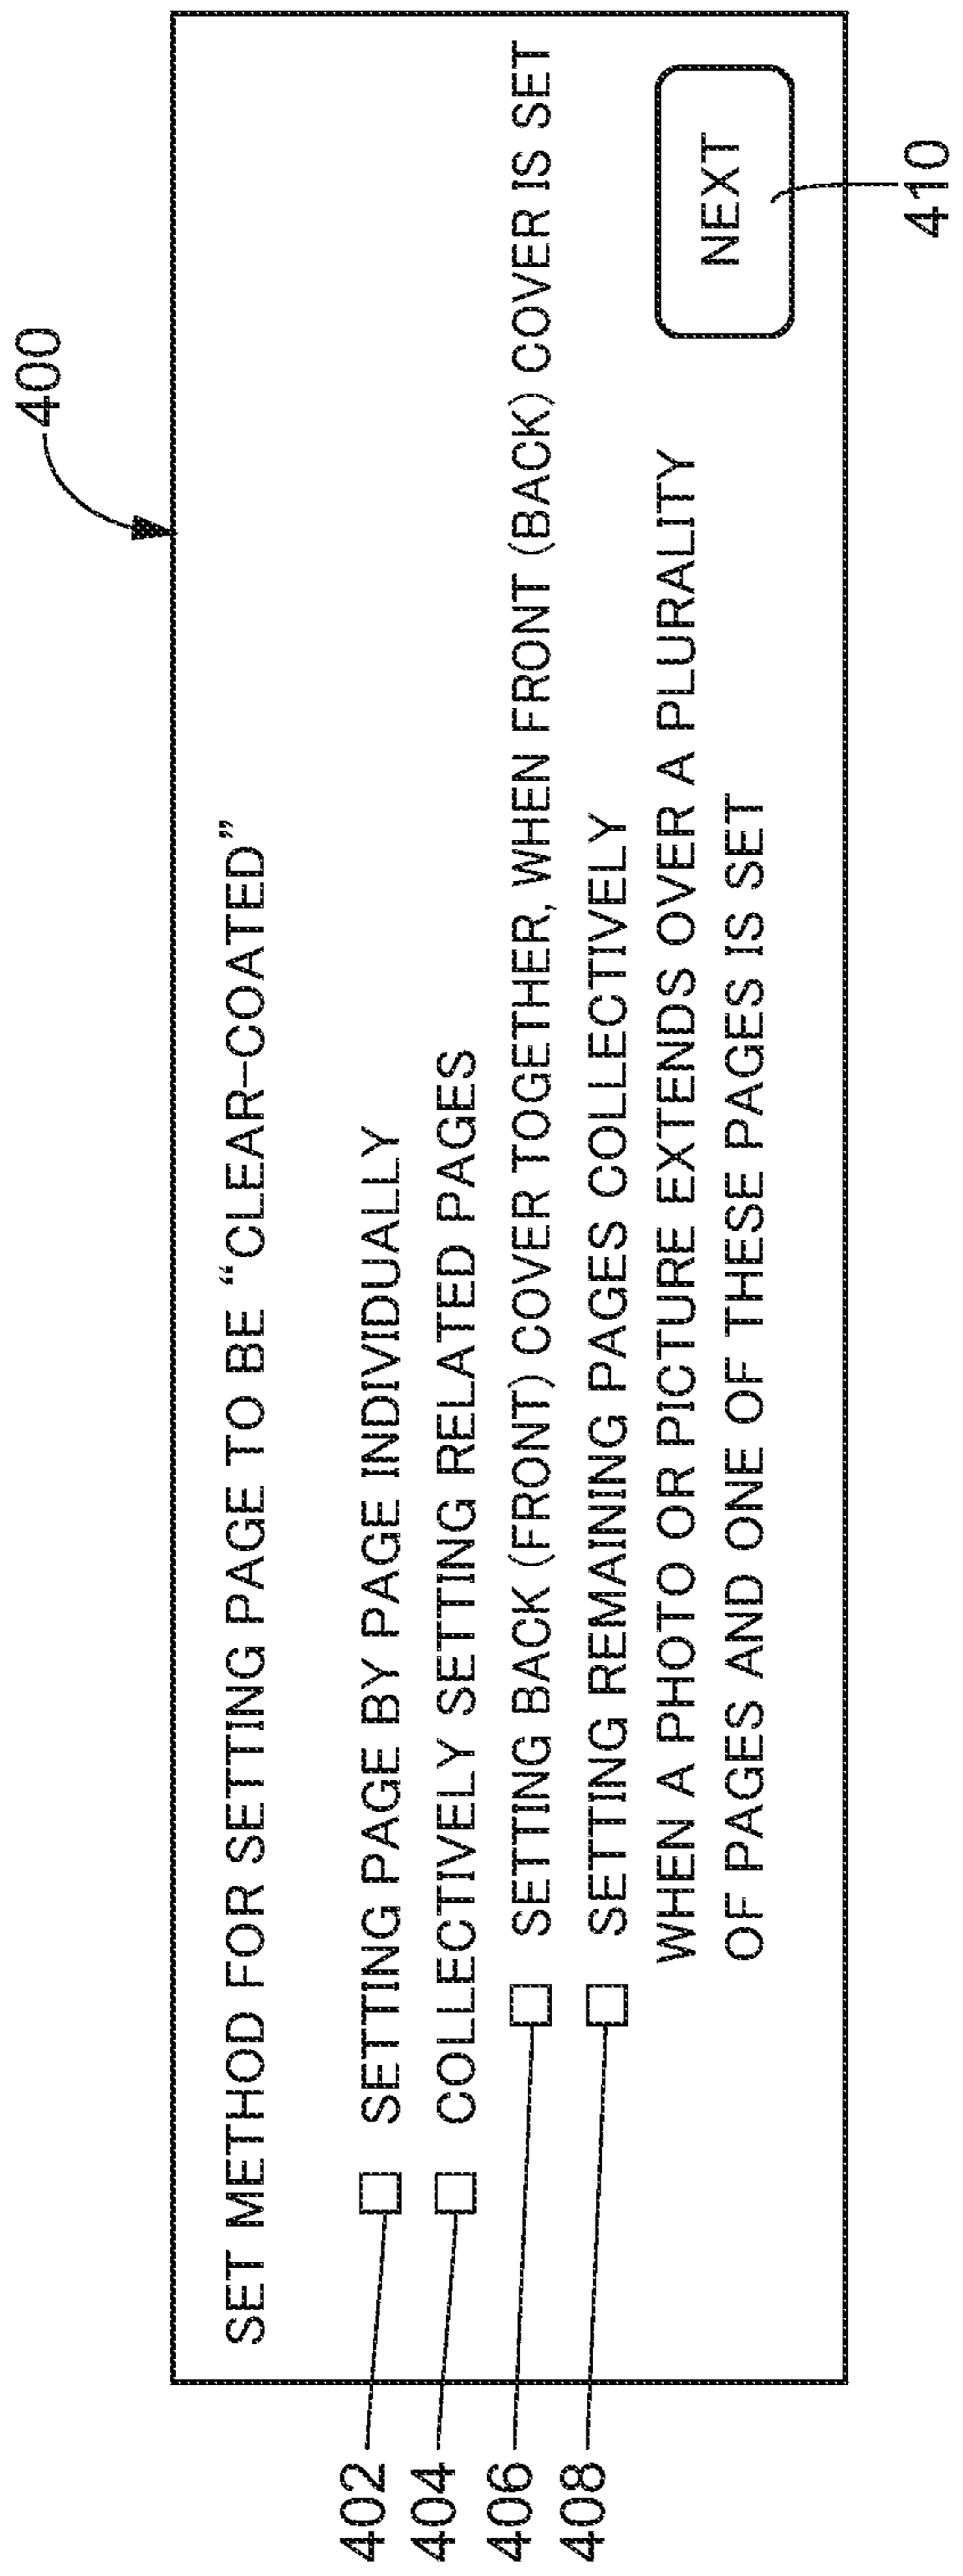 400
SET METHOD FOR SETTING PAGE TO BE “CLEAR-COATED”
402
SETTING PAGE BY PAGE INDIVIDUALLY
404
COLLECTIVELY SETTING RELATED PAGES
406
SETTING BACK (FRONT) COVER TOGETHER, WHEN FRONT (BACK) COVER IS SET
408
SETTING REMAINING PAGES COLLECTIVELY
WHEN A PHOTO OR PICTURE EXTENDS OVER A PLURALITY
OF PAGES AND ONE OF THESE PAGES IS SET
NEXT
410